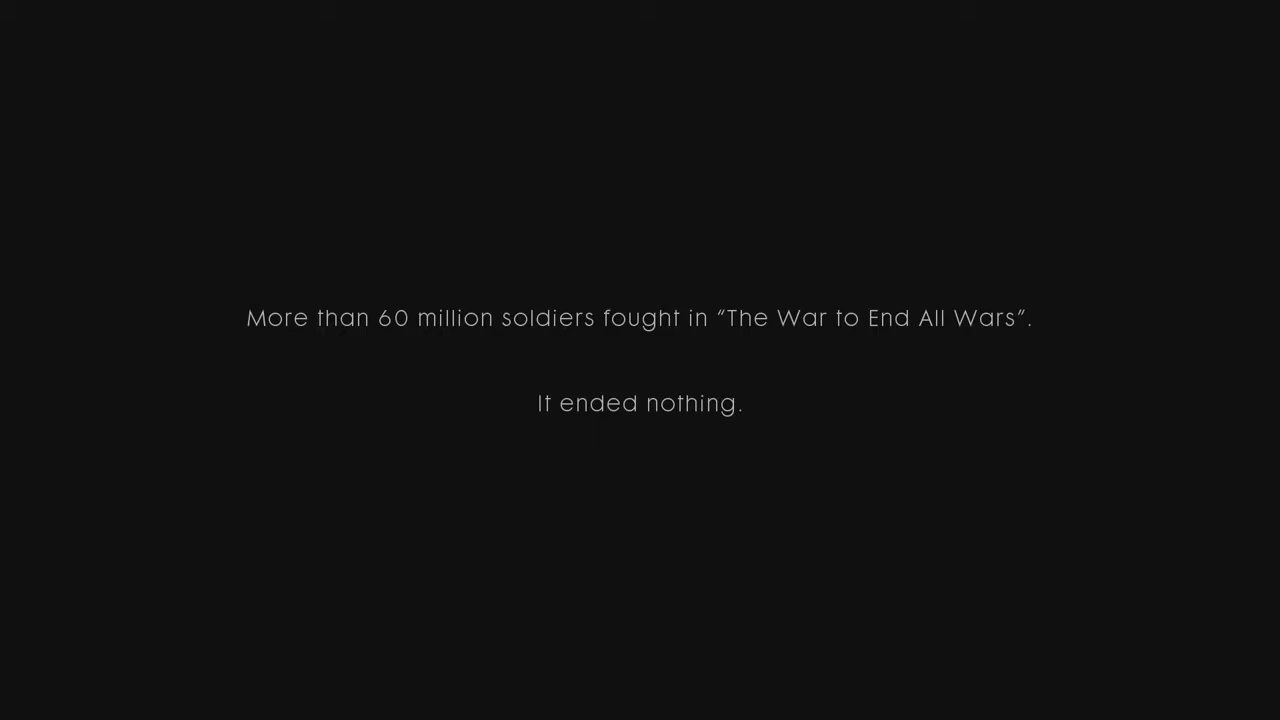 More than 60 million soldiers fought in “The War to End All Wars”.
It ended nothing.